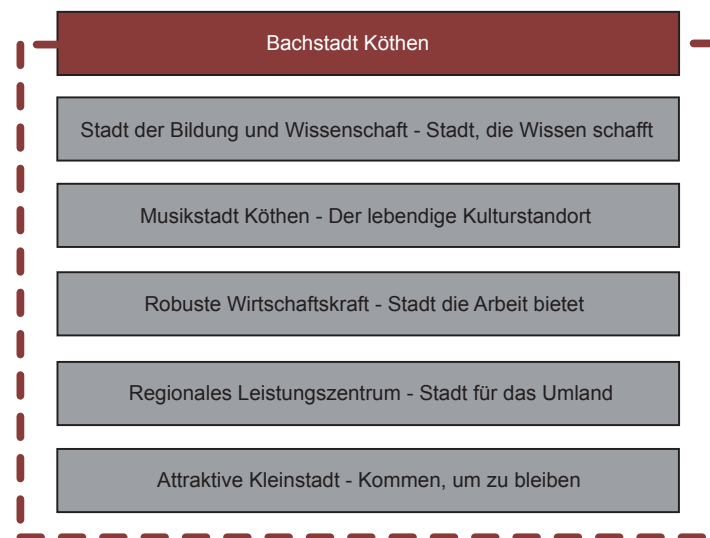 Bachstadt Köthen
Stadt der Bildung und Wissenschaft - Stadt, die Wissen schafft
Musikstadt Köthen - Der lebendige Kulturstandort
Robuste Wirtschaftskraft - Stadt die Arbeit bietet
Regionales Leistungszentrum - Stadt für das Umland
Attraktive Kleinstadt - Kommen, um zu bleiben